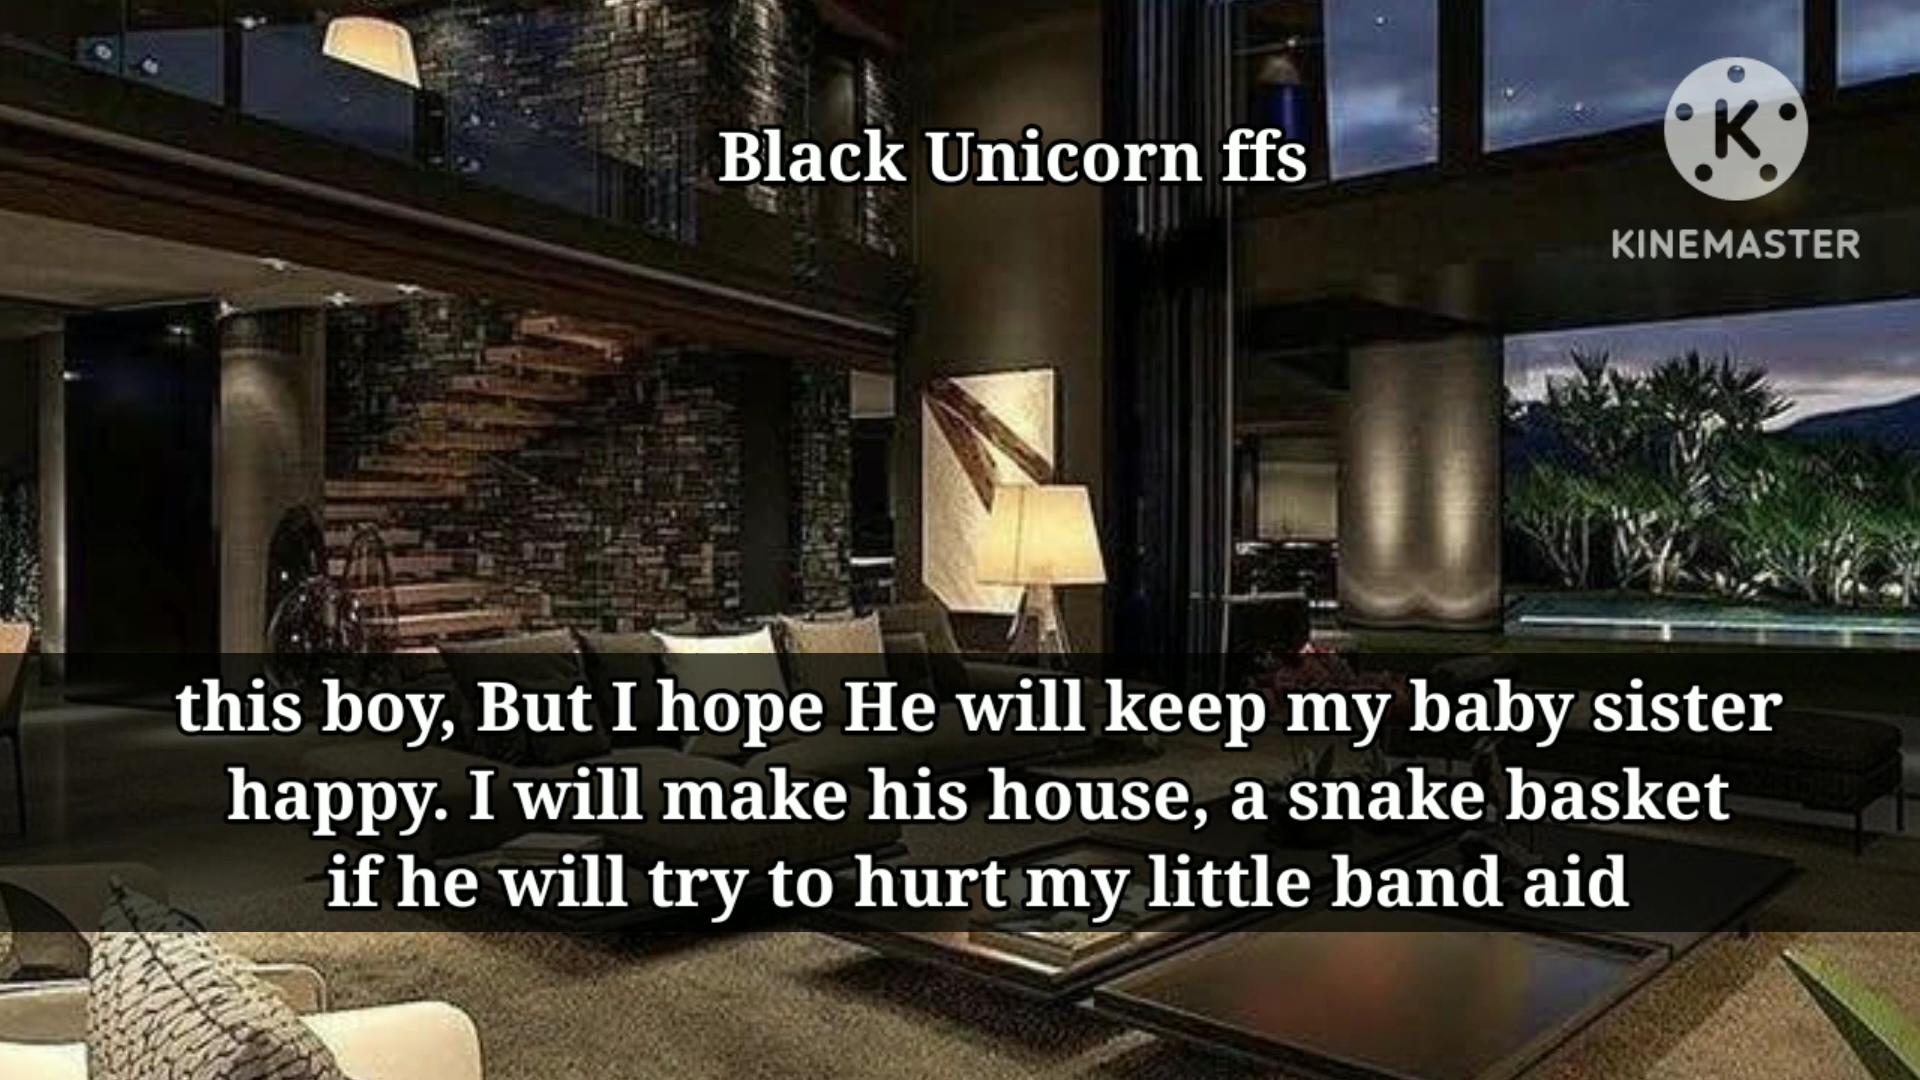 Black Unicorn ffs
K
KINEMASTER
this boy, But I hope He will keep my baby sister
happy. I will make his house, a snake basket
if he will try to hurt my little band aid